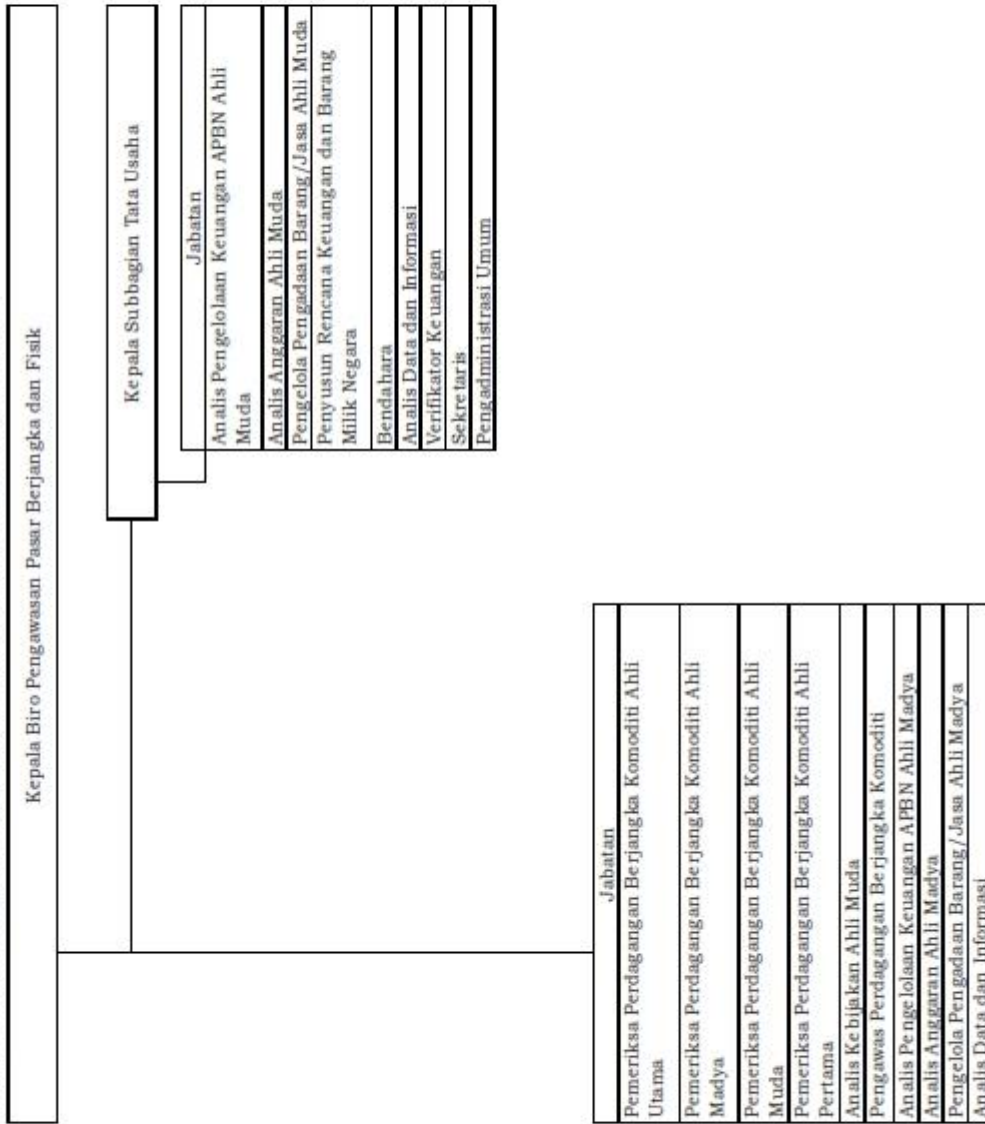 Kepala Biro Pengawasan Pasar Berjangka dan Fisik
Kepala Subbagian Tata Usaha
Jabatan
Analis Pengelolaan Keuangan APBN Ahli
Muda
Analis Anggaran Ahli Muda
Pengelola Pengadaan Barang/Jasa Ahli Muda
Penyusun Rencana Keuangan dan Barang
Milik Negara
Bendahara
Analis Data dan Informasi
Verifikator Keuangan
Sekretaris
Pengadministrasi Umum
Jabatan
Pemeriksa Perdagangan Berjangka Komoditi Ahli
Utama
Pemeriksa Perdagangan Berjangka Komoditi Ahli
Madya
Pemeriksa Perdagangan Berjangka Komoditi Ahli
Muda
Pemeriksa Perdagangan Berjangka Komoditi Ahli
Pertama
Analis Kebijakan Ahli Muda
Pengawas Perdagangan Berjangka Komoditi
Analis Pengelolaan Keuangan APBN Ahli Madya
Analis Anggaran Ahli Madya
Pengelola Pengadaan Barang/Jasa Ahli Madya
Analis Data dan Informasi